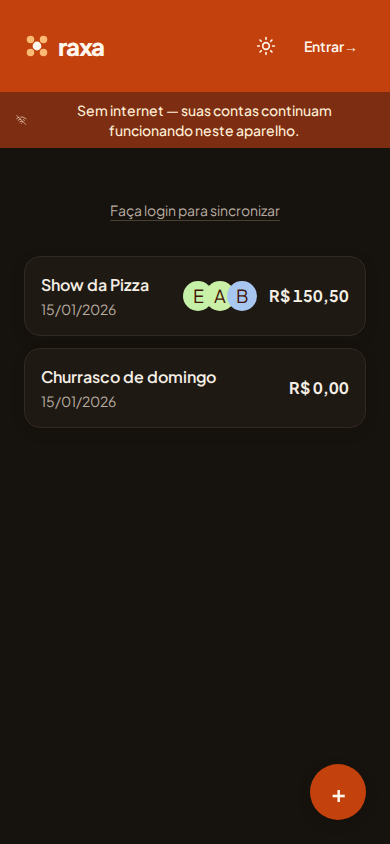 raxa
Entrar→
Sem internet — suas contas continuam
funcionando neste aparelho.
Faça login para sincronizar
Show da Pizza
15/01/2026
E A B
R$ 150,50
Churrasco de domingo
15/01/2026
R$ 0,00
+